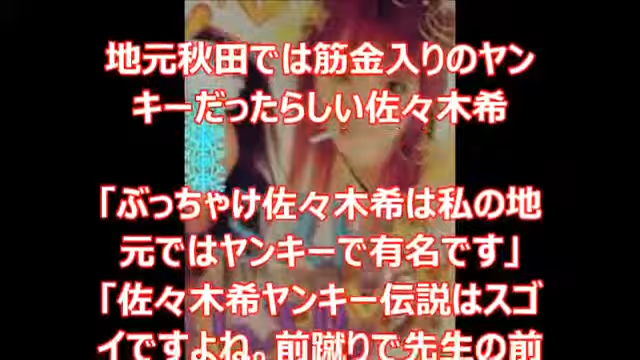 地元秋田では筋金入りのヤン
キーだったらしい佐々木希
「ぶっちゃけ佐々木希は私の地
元ではヤンキーで有名です」
「佐々木希ヤンキー伝説はスゴ
イですよね。前蹴りで先生の前